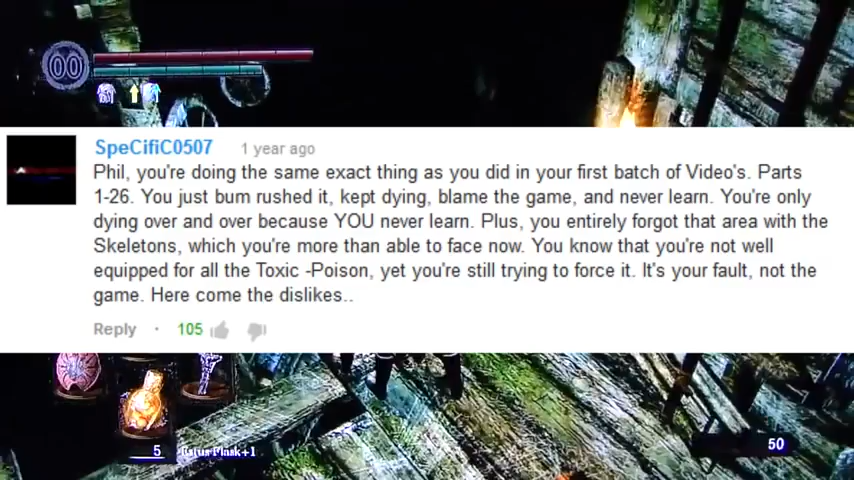 00
SpeCifiC0507 1 year ago
Phil, you're doing the same exact thing as you did in your first batch of Video's. Parts
1-26. You just bum rushed it, kept dying, blame the game, and never learn. You're only
dying over and over because YOU never learn. Plus, you entirely forgot that area with the
Skeletons, which you're more than able to face now. You know that you're not well
equipped for all the Toxic -Poison, yet you're still trying to force it. It's your fault, not the
game. Here come the dislikes..
Reply · 105
5 Estus Flask+1
50